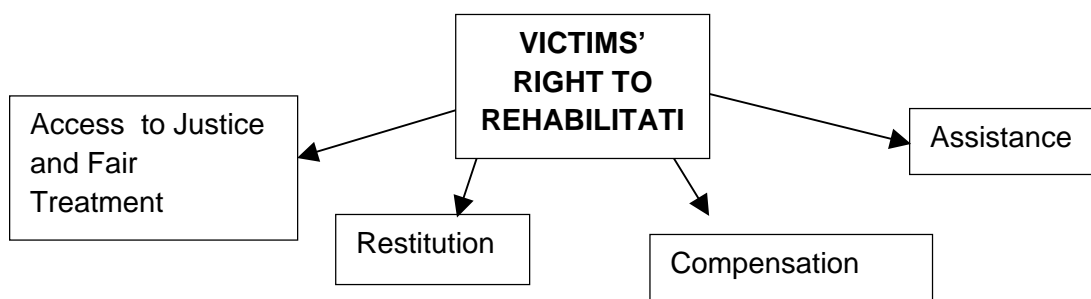 VICTIMS’
RIGHT TO
REHABILITATI
Access to Justice
and Fair
Treatment
Assistance
Restitution
Compensation